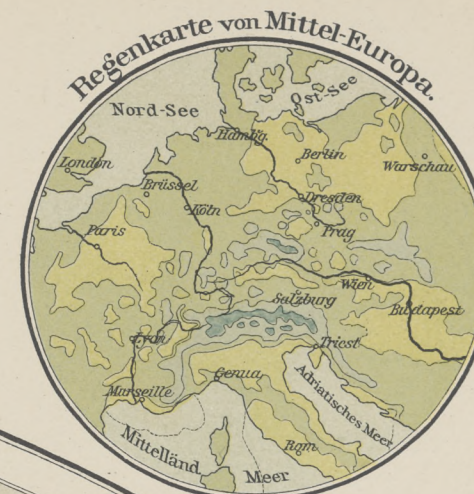 Regenkarte von Mittel-Europa.
Nord-See
Ost-See
Hambg.
London
Berlin
Warschau
Brüssel
Köln
Dresden
Prag
Paris
Wien
Salzburg
Budapest
Lyon
Triest
Genua
Marseille
Adriatisches Meer
Rom
Mittelländ
Meer